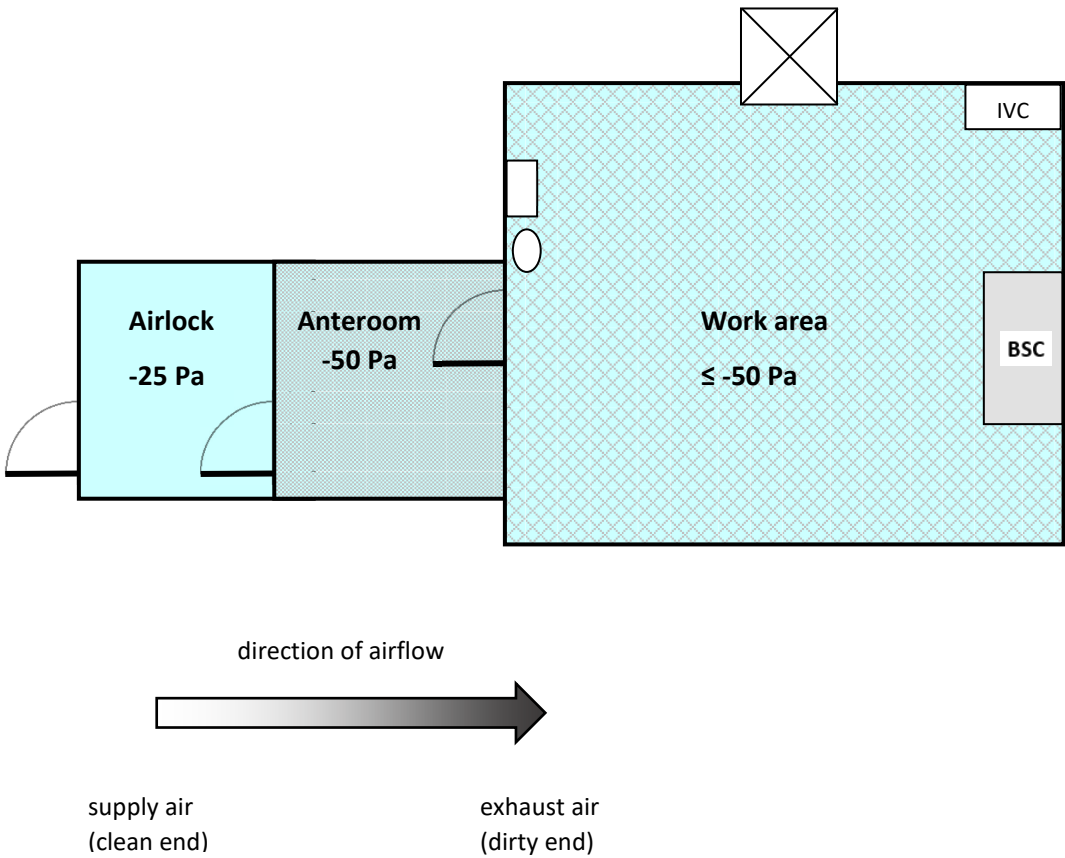 IVC
Airlock
-25 Pa
Anteroom
-50 Pa
Work area
≤ -50 Pa
BSC
direction of airflow
supply air
(clean end)
exhaust air
(dirty end)